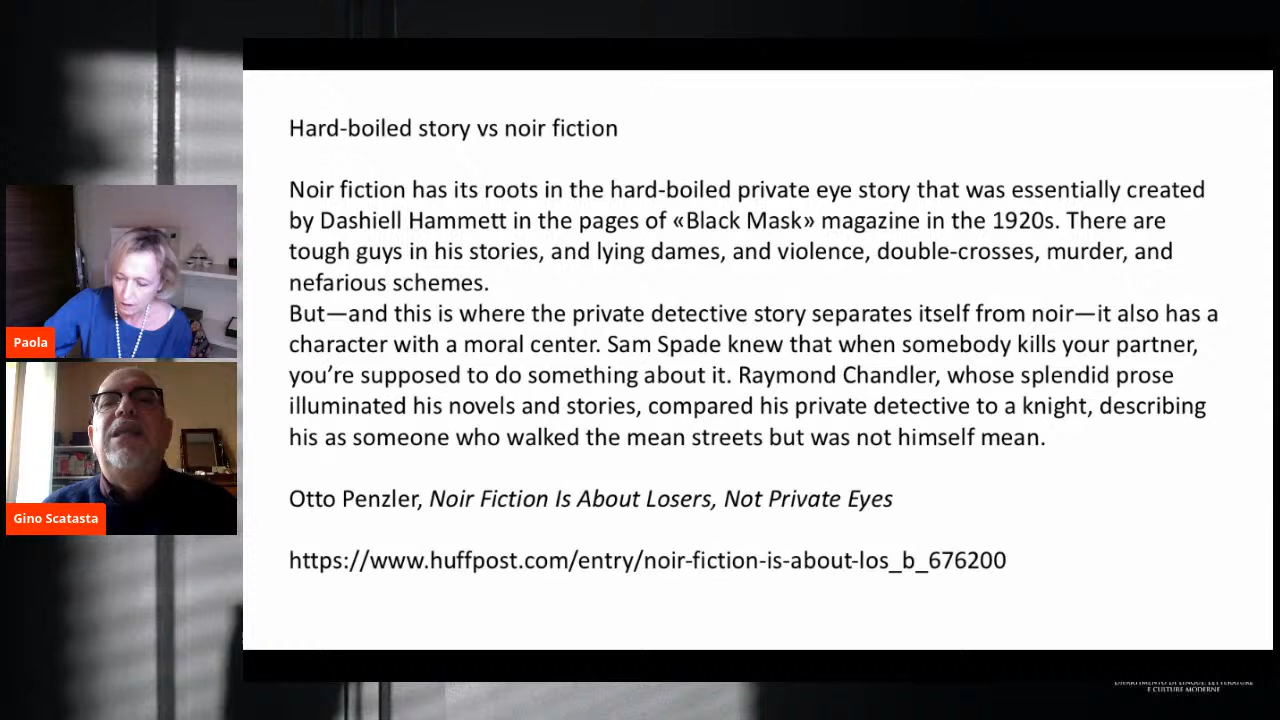 Hard-boiled story vs noir fiction
Noir fiction has its roots in the hard-boiled private eye story that was essentially created
by Dashiell Hammett in the pages of «Black Mask» magazine in the 1920s. There are
tough guys in his stories, and lying dames, and violence, double-crosses, murder, and
nefarious schemes.
But—and this is where the private detective story separates itself from noir—it also has a
character with a moral center. Sam Spade knew that when somebody kills your partner,
you’re supposed to do something about it. Raymond Chandler, whose splendid prose
illuminated his novels and stories, compared his private detective to a knight, describing
his as someone who walked the mean streets but was not himself mean.
Otto Penzler, Noir Fiction Is About Losers, Not Private Eyes
https://www.huffpost.com/entry/noir-fiction-is-about-los_b_676200
Paola
Gino Scatasta
DIPARTIMENTO DI LINGUE, LETTERATURE
E CULTURE MODERNE